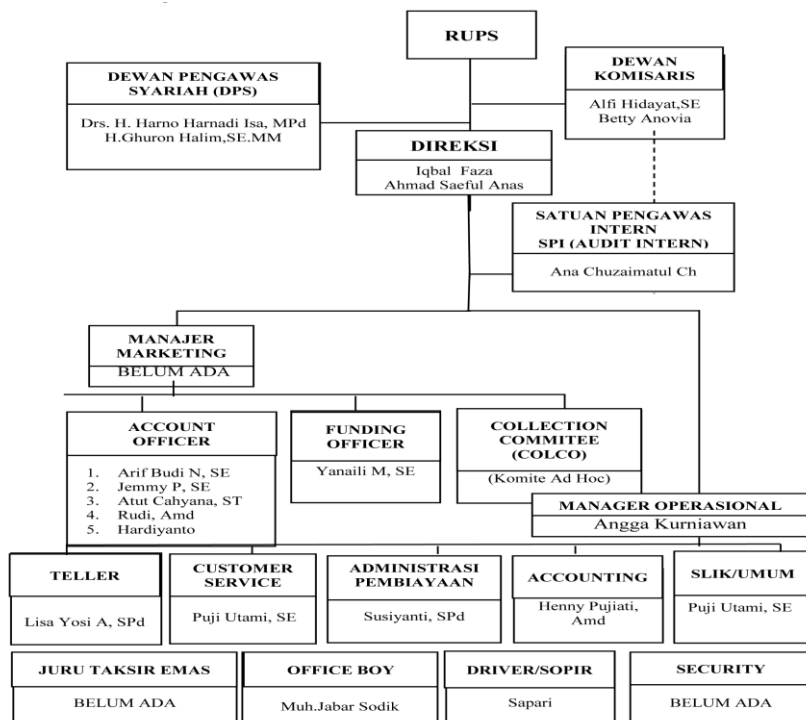 RUPS
DEWAN PENGAWAS
SYARIAH (DPS)
Drs. H. Harno Harnadi Isa, MPd
H.Ghuron Halim,SE.MM
DEWAN
KOMISARIS
Alfi Hidayat,SE
Betty Anovia
DIREKSI
Iqbal Faza
Ahmad Saeful Anas
SATUAN PENGAWAS
INTERN
SPI (AUDIT INTERN)
Ana Chuzaimatul Ch
MANAJER
MARKETING
BELUM ADA
ACCOUNT
OFFICER
1. Arif Budi N, SE
2. Jemmy P, SE
3. Atut Cahyana, ST
4. Rudi, Amd
5. Hardiyanto
FUNDING
OFFICER
Yanaili M, SE
COLLECTION
COMMITEE
(COLCO)
(Komite Ad Hoc)
MANAGER OPERASIONAL
Angga Kurniawan
TELLER
Lisa Yosi A, SPd
CUSTOMER
SERVICE
Puji Utami, SE
ADMINISTRASI
PEMBIAYAAN
Susiyanti, SPd
ACCOUNTING
Henny Pujiati,
Amd
SLIK/UMUM
Puji Utami, SE
JURU TAKSIR EMAS
BELUM ADA
OFFICE BOY
Muh.Jabar Sodik
DRIVER/SOPIR
Sapari
SECURITY
BELUM ADA